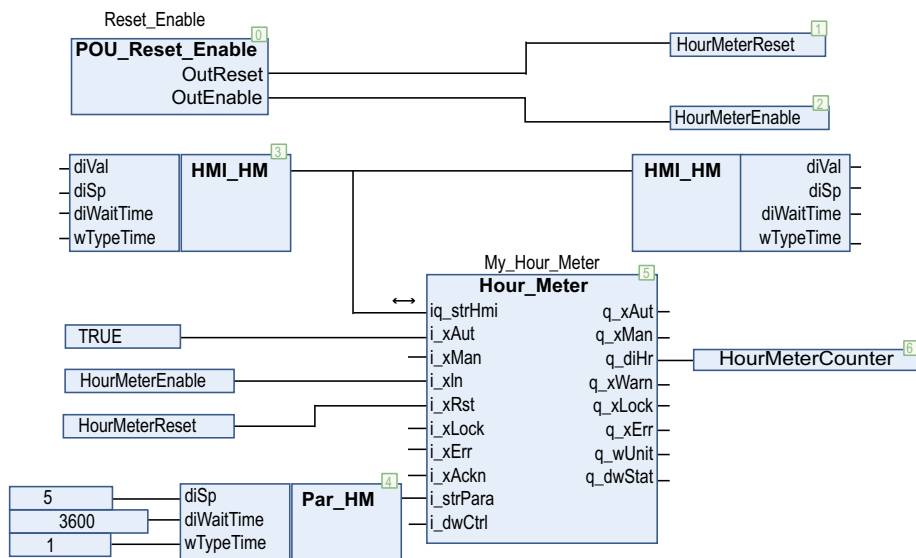 Reset_Enable
0
POU_Reset_Enable
OutReset
OutEnable
1
HourMeterReset
2
HourMeterEnable
3
HMI_HM
diVal
diSp
diWaitTime
wTypeTime
HMI_HM
diVal
diSp
diWaitTime
wTypeTime
My_Hour_Meter
5
Hour_Meter
iq_strHmi
i_xAut
i_xMan
i_xIn
i_xRst
i_xLock
i_xErr
i_xAckn
i_strPara
i_dwCtrl
q_xAut
q_xMan
q_diHr
q_xWarn
q_xLock
q_xErr
q_wUnit
q_dwStat
TRUE
HourMeterEnable
HourMeterReset
6
HourMeterCounter
4
Par_HM
diSp
diWaitTime
wTypeTime
5
3600
1